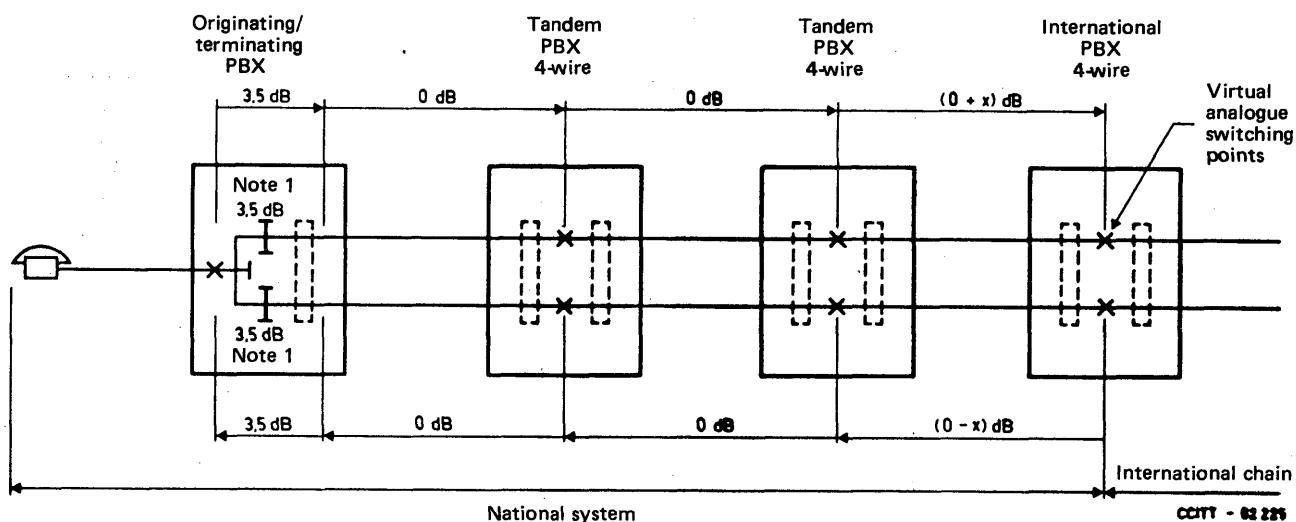 Originating/
terminating
PBX
Tandem
PBX
4-wire
Tandem
PBX
4-wire
International
PBX
4-wire
3,5 dB
0 dB
0 dB
(0 + x) dB
Virtual
analogue
switching
points
Note 1
3,5 dB
3,5 dB
Note 1
3,5 dB
0 dB
0 dB
(0 – x) dB
International chain
National system
CCITT - 82 225